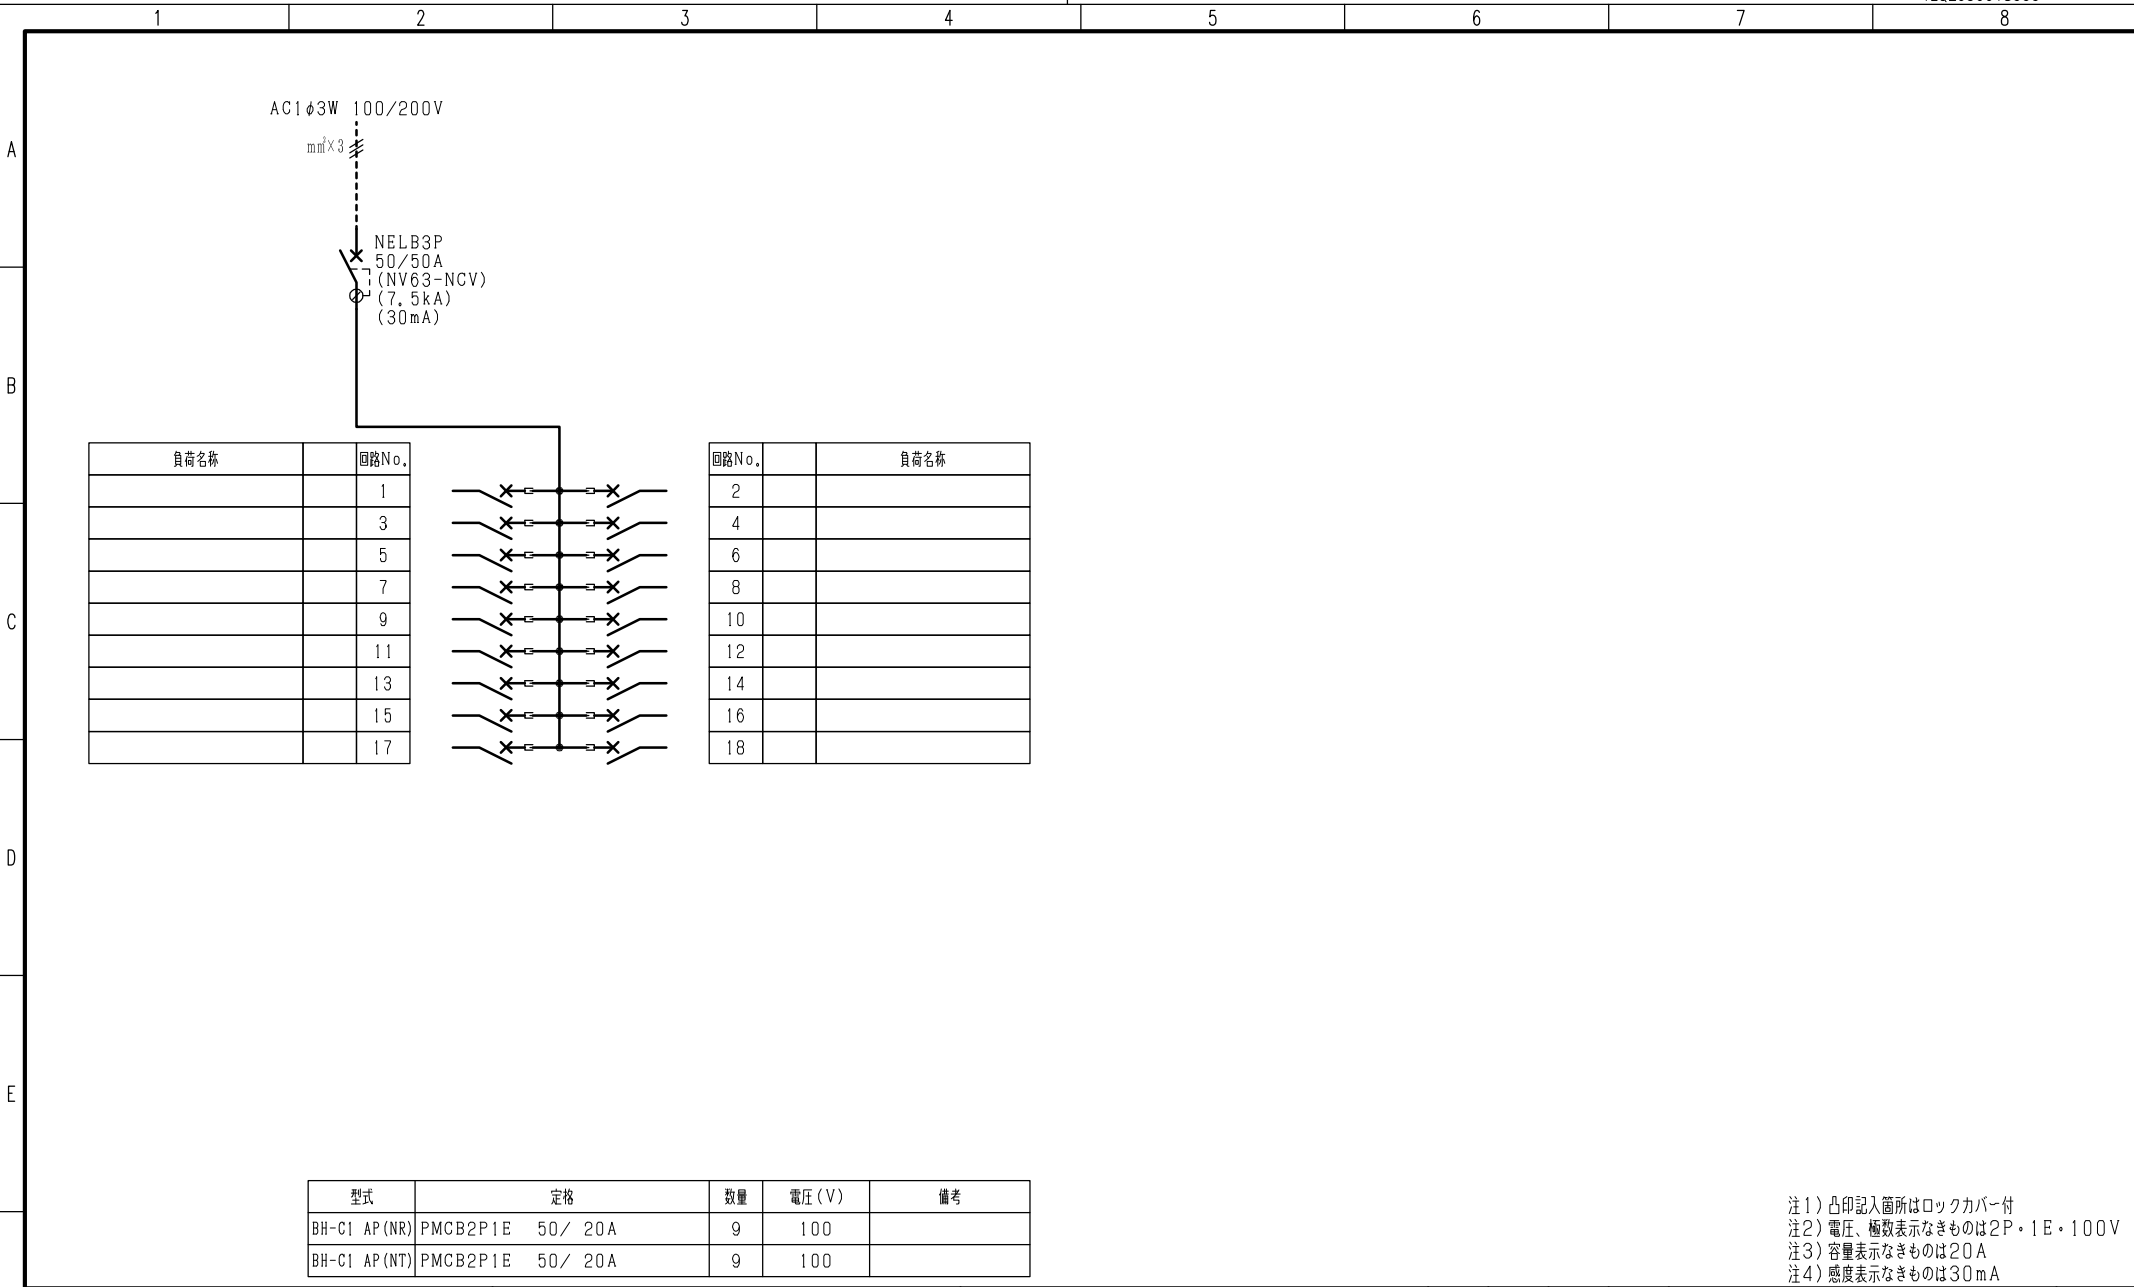 1 2 3 4 5 6 7 8
A
B
C
D
E
AC1φ3W 100/200V
mm²×3
NELB3P
50/50A
(NV63-NCV)
(7.5kA)
(30mA)
負荷名称 回路No.
1
3
5
7
9
11
13
15
17
回路No. 負荷名称
2
4
6
8
10
12
14
16
18
型式 定格 数量 電圧(V) 備考
BH-C1 AP(NR) PMCB2P1E 50/ 20A 9 100
BH-C1 AP(NT) PMCB2P1E 50/ 20A 9 100
注1)凸印記入箇所はロックカバー付
注2)電圧、極数表示なきものは2P・1E・100V
注3)容量表示なきものは20A
注4)感度表示なきものは30mA